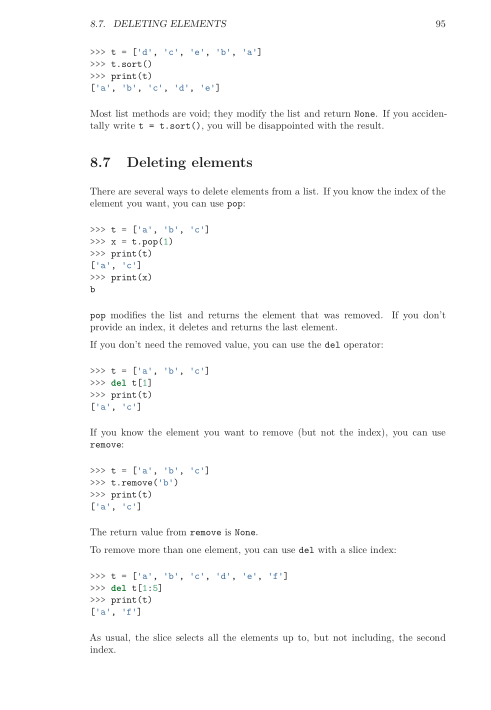 8.7. DELETING ELEMENTS 95
>>> t = ['d', 'c', 'e', 'b', 'a']
>>> t.sort()
>>> print(t)
['a', 'b', 'c', 'd', 'e']
Most list methods are void; they modify the list and return None. If you acciden-
tally write t = t.sort(), you will be disappointed with the result.
8.7 Deleting elements
There are several ways to delete elements from a list. If you know the index of the
element you want, you can use pop:
>>> t = ['a', 'b', 'c']
>>> x = t.pop(1)
>>> print(t)
['a', 'c']
>>> print(x)
b
pop modifies the list and returns the element that was removed. If you don't
provide an index, it deletes and returns the last element.
If you don't need the removed value, you can use the del operator:
>>> t = ['a', 'b', 'c']
>>> del t[1]
>>> print(t)
['a', 'c']
If you know the element you want to remove (but not the index), you can use
remove:
>>> t = ['a', 'b', 'c']
>>> t.remove('b')
>>> print(t)
['a', 'c']
The return value from remove is None.
To remove more than one element, you can use del with a slice index:
>>> t = ['a', 'b', 'c', 'd', 'e', 'f']
>>> del t[1:5]
>>> print(t)
['a', 'f']
As usual, the slice selects all the elements up to, but not including, the second
index.